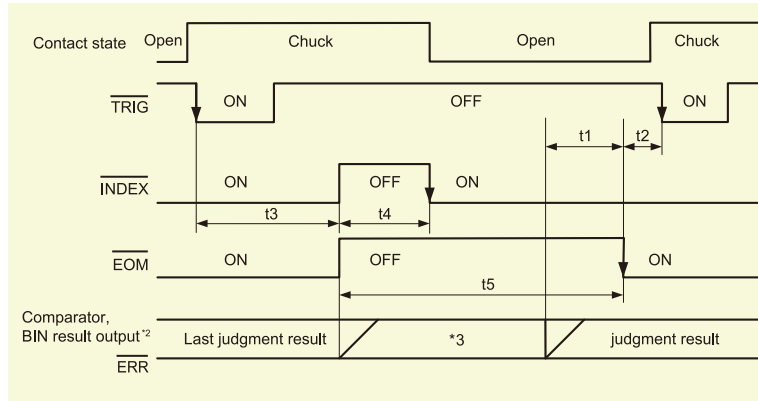 Contact state Open Chuck Open Chuck
TRIG ON OFF ON
t1 t2
INDEX ON OFF ON
t3 t4
EOM ON OFF ON
t5
Comparator,
BIN result output*2 Last judgment result *3 judgment result
ERR